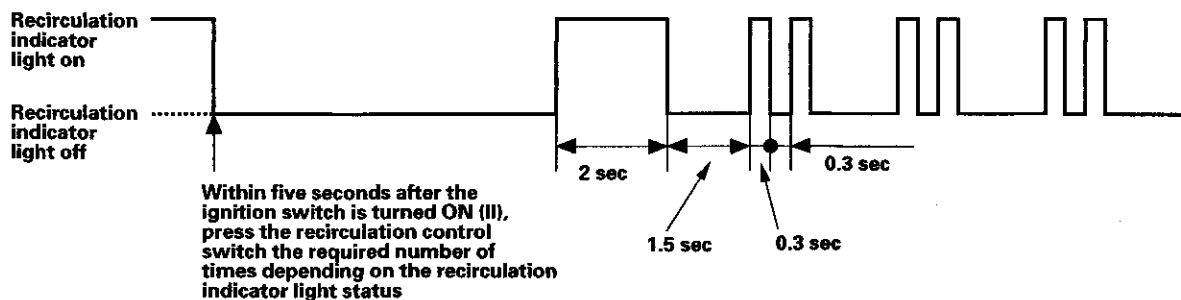 Recirculation
indicator
light on
Recirculation
indicator
light off
2 sec
0.3 sec
1.5 sec
0.3 sec
Within five seconds after the
ignition switch is turned ON (II),
press the recirculation control
switch the required number of
times depending on the recirculation
indicator light status